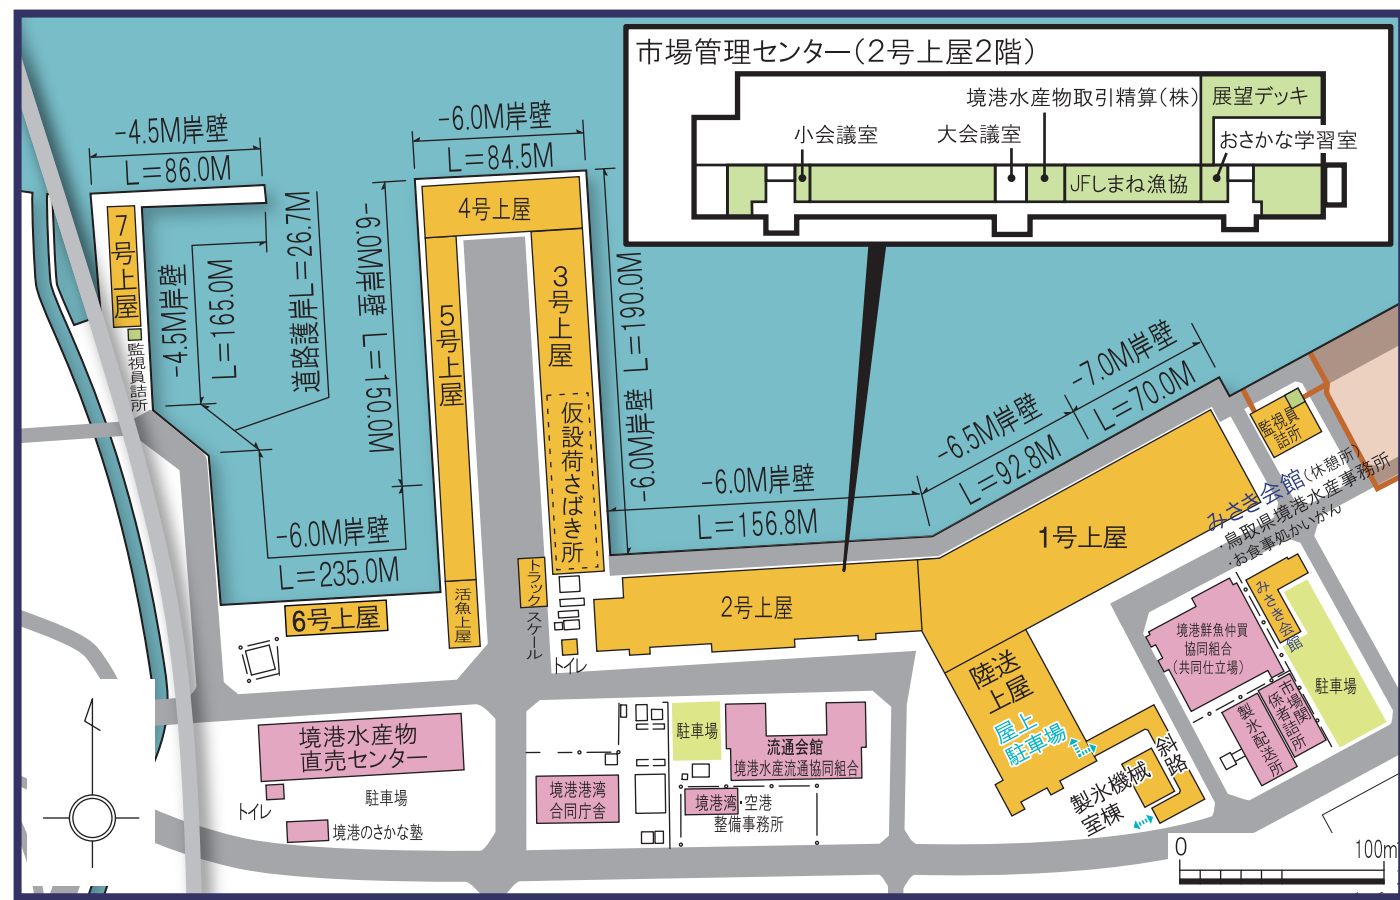 市場管理センター(2号上屋2階)
境港水産物取引精算(株)
展望デッキ
小会議室
大会議室
おさかな学習室
JFしまね漁協
-4.5M岸壁
L=86.0M
-6.0M岸壁
L=84.5M
7号上屋
監視員詰所
-4.5M岸壁
L=165.0M
道路護岸L=26.7M
-6.0M岸壁 L=150.0M
4号上屋
5号上屋
3号上屋
仮設荷さばき所
-6.0M岸壁 L=190.0M
-6.0M岸壁
L=235.0M
6号上屋
活魚上屋
トラックスケール
トイレ
-6.0M岸壁
L=156.8M
-6.5M岸壁
L=92.8M
-7.0M岸壁
L=70.0M
1号上屋
2号上屋
監視員
詰所
みさき会館(休憩所)
・鳥取県境港水産事務所
・お食事処かいがん
みさき会館
境港鮮魚仲買
協同組合
(共同仕立場)
駐車場
市場関
係者詰所
製氷配送所
陸送
上屋
屋上
駐車場
斜路
製氷機械
室棟
境港水産物
直売センター
トイレ
駐車場
境港のさかな塾
境港港湾
合同庁舎
駐車場
流通会館
境港水産流通協同組合
境港湾・空港
整備事務所
0
100m